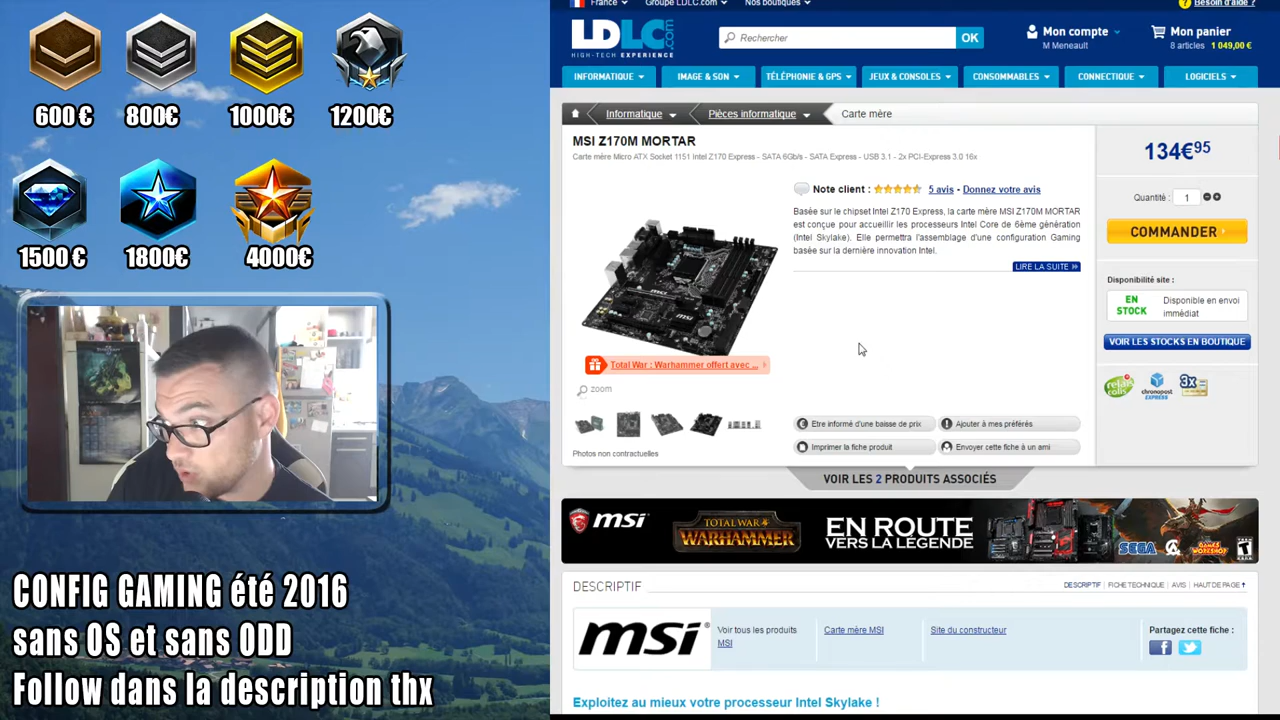 600€ 800€ 1000€ 1200€
1500€ 1800€ 4000€
CONFIG GAMING été 2016
sans OS et sans ODD
Follow dans la description thx
France Groupe LDLC.com Nos boutiques Besoin d'aide ?
LDLC.com
HIGH-TECH EXPERIENCE
Rechercher OK
Mon compte
M Meneault
Mon panier
8 articles 1 049,00 €
INFORMATIQUE IMAGE & SON TÉLÉPHONIE & GPS JEUX & CONSOLES CONSOMMABLES CONNECTIQUE LOGICIELS
Informatique Pièces informatique Carte mère
MSI Z170M MORTAR
Carte mère Micro ATX Socket 1151 Intel Z170 Express - SATA 6Gb/s - SATA Express - USB 3.1 - 2x PCI-Express 3.0 16x
Note client : 5 avis - Donnez votre avis
Basée sur le chipset Intel Z170 Express, la carte mère MSI Z170M MORTAR
est conçue pour accueillir les processeurs Intel Core de 6ème génération
(Intel Skylake). Elle permettra l'assemblage d'une configuration Gaming
basée sur la dernière innovation Intel.
LIRE LA SUITE
Total War : Warhammer offert avec ...
zoom
Photos non contractuelles
Etre informé d'une baisse de prix Ajouter à mes préférés
Imprimer la fiche produit Envoyer cette fiche à un ami
134€95
Quantité : 1
COMMANDER
Disponibilité site :
EN
STOCK
Disponible en envoi
immédiat
VOIR LES STOCKS EN BOUTIQUE
relais colis chronopost EXPRESS 3x
VOIR LES 2 PRODUITS ASSOCIÉS
msi TOTAL WAR WARHAMMER EN ROUTE
VERS LA LÉGENDE
SEGA CA GAMES WORKSHOP
DESCRIPTIF
DESCRIPTIF FICHE TECHNIQUE AVIS HAUT DE PAGE
msi
Voir tous les produits
MSI
Carte mère MSI
Site du constructeur
Partagez cette fiche :
Exploitez au mieux votre processeur Intel Skylake !